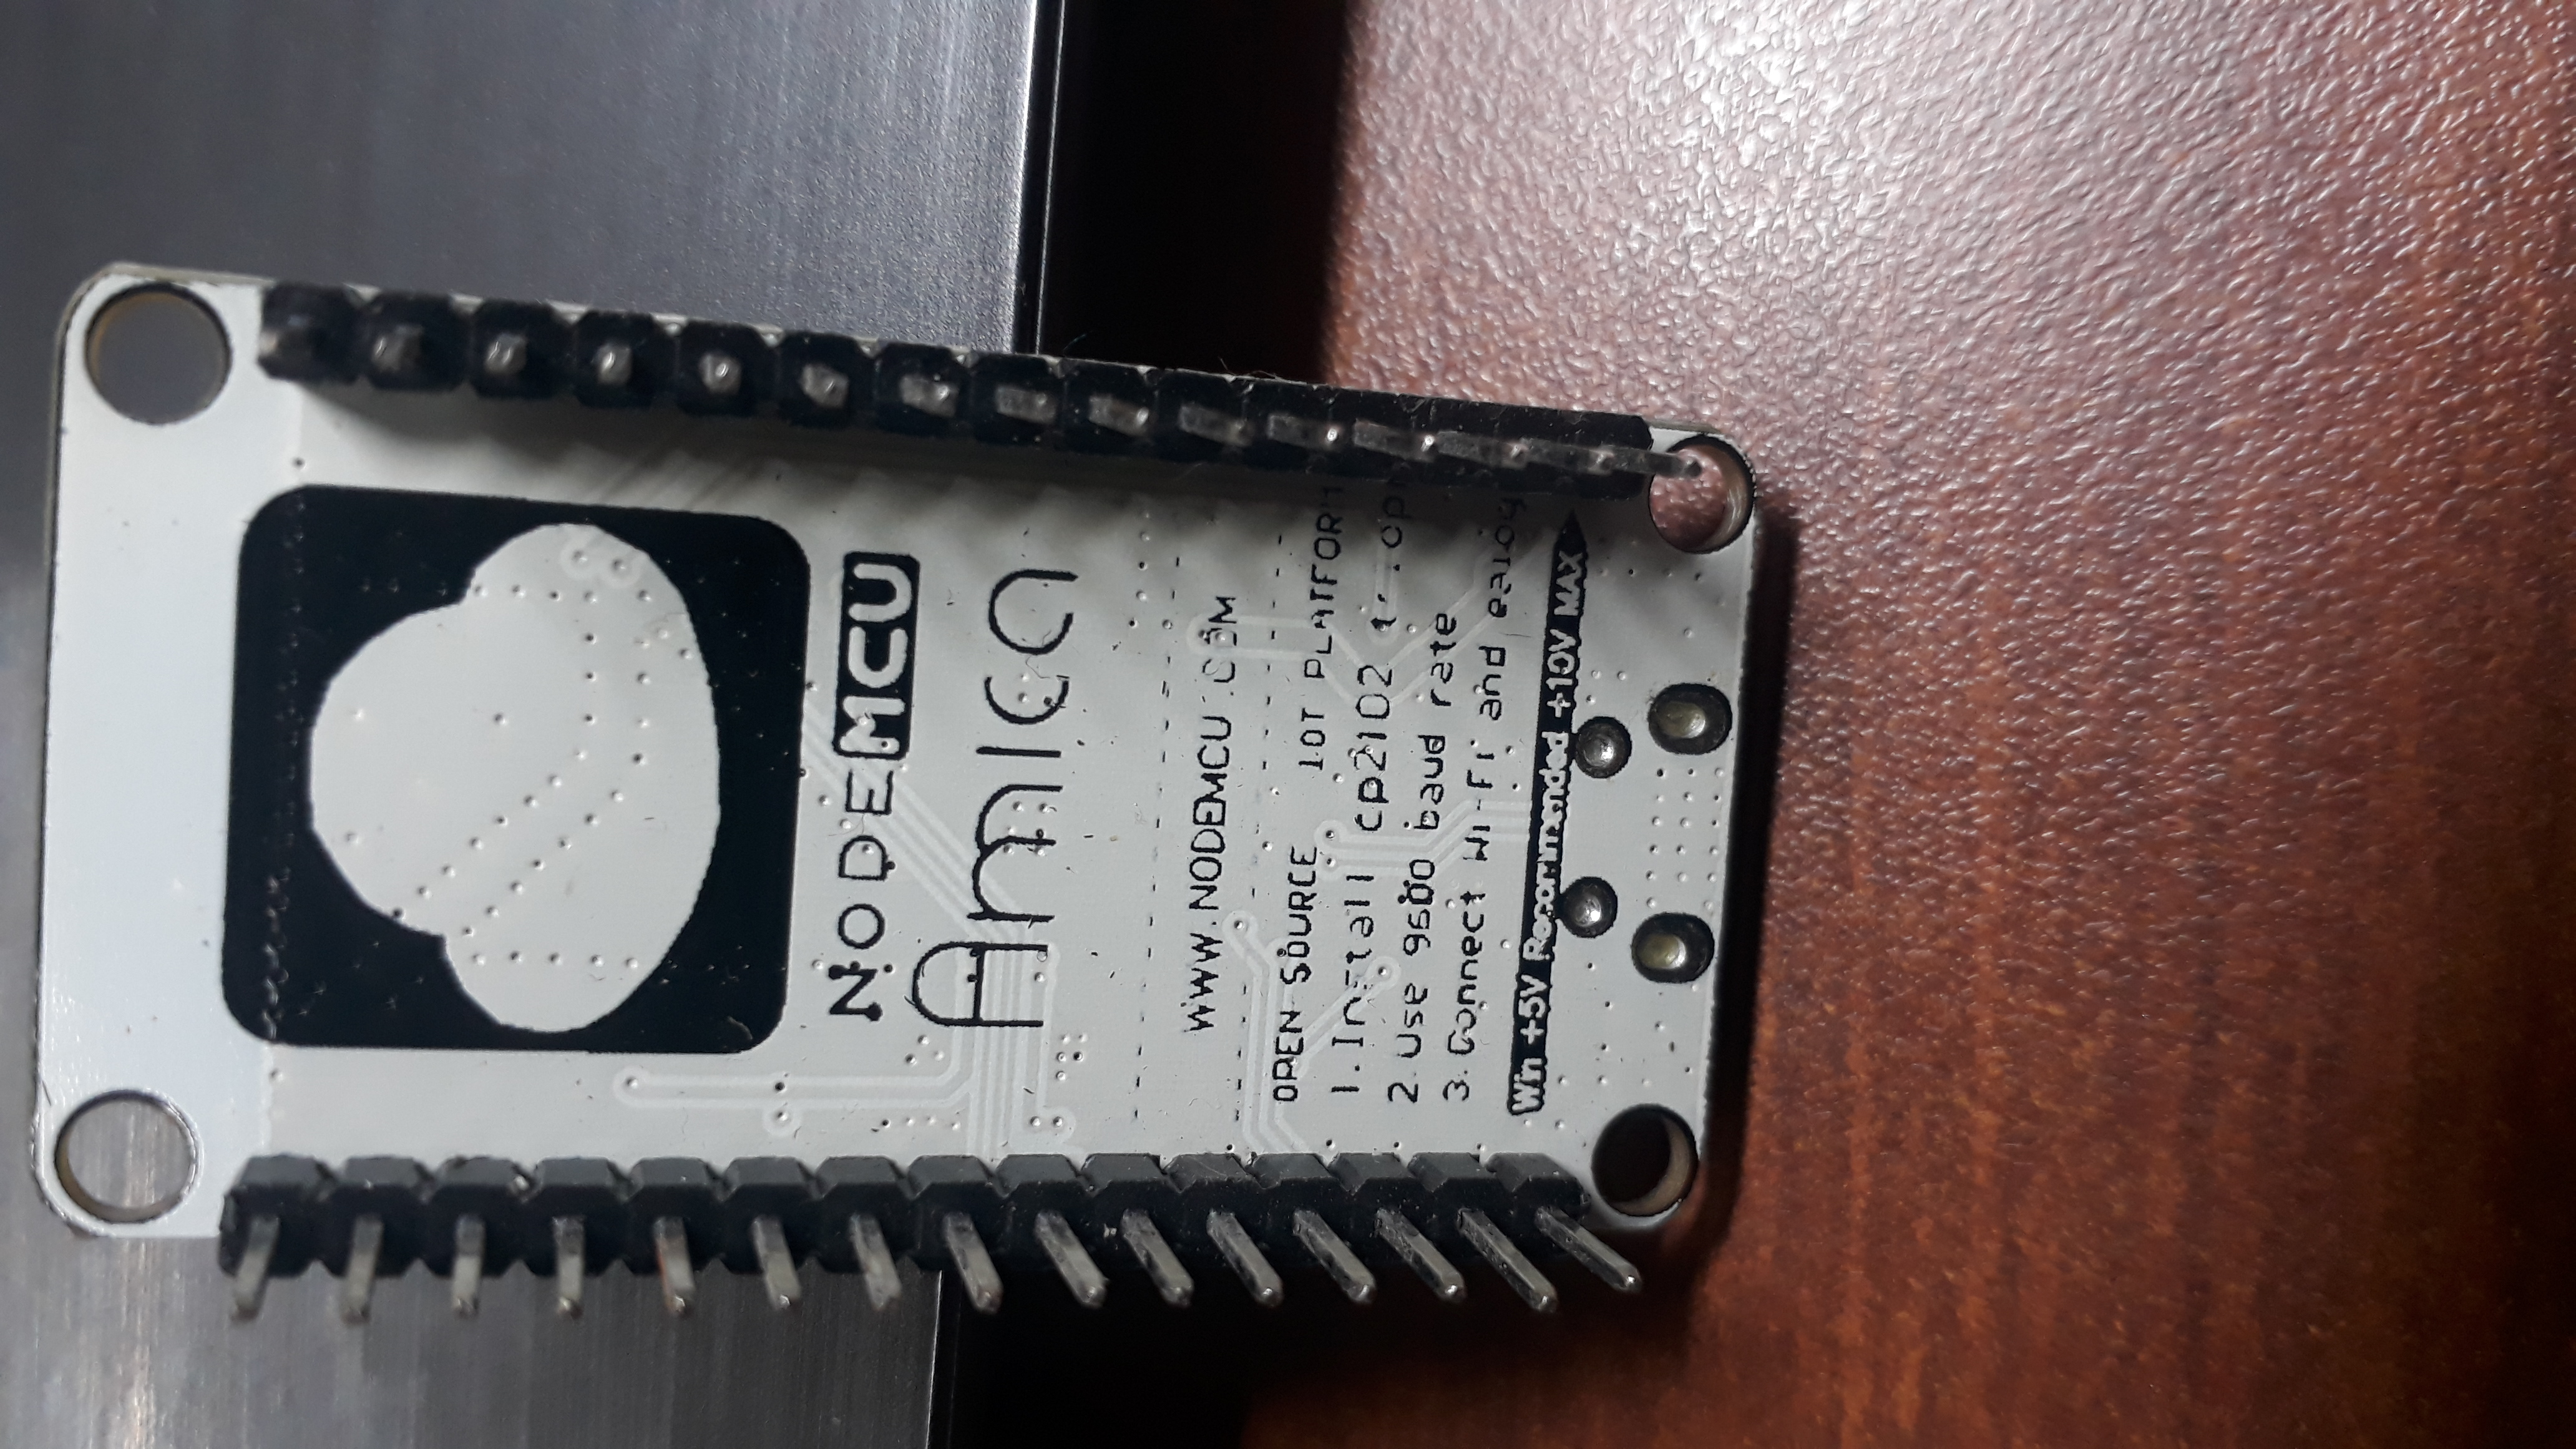 NODEMCU
Amica
WWW.NODEMCU.COM
OPEN SOURCE IOT PLATFORM
1. Install CP2102
2. Use 9600 baud rate
3. Connect Wi-Fi and
Win +5V Recommended +10V MAX